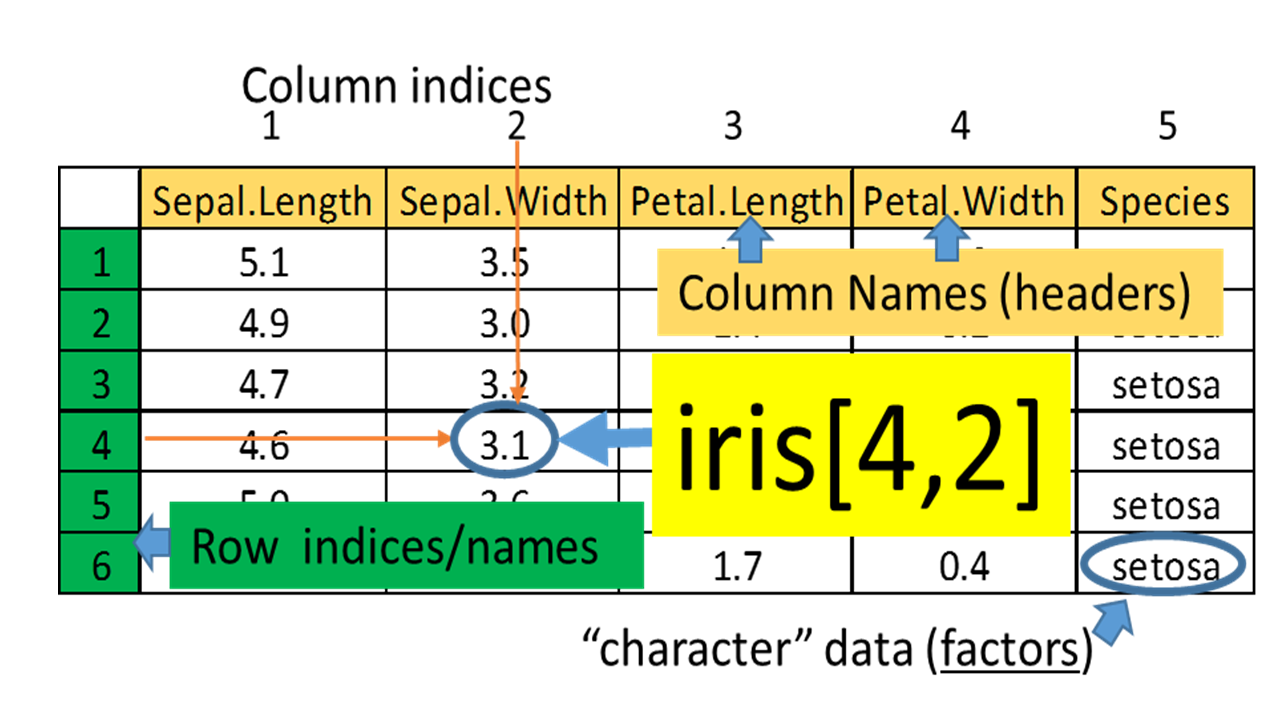 Column indices
1 2 3 4 5
Sepal.Length Sepal.Width Petal.Length Petal.Width Species
1 5.1 3.5
Column Names (headers)
2 4.9 3.0
3 4.7 3.2 setosa
iris[4,2]
4 4.6 3.1 setosa
5 setosa
Row indices/names
6 1.7 0.4 setosa
“character” data (factors)